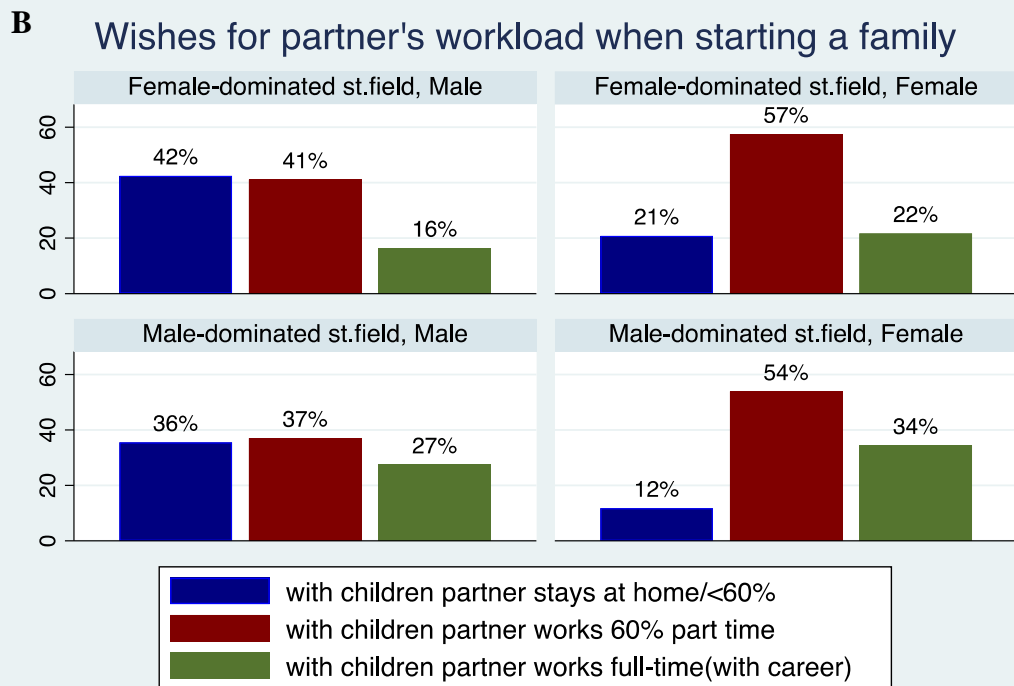 B
Wishes for partner's workload when starting a family
Female-dominated st.field, Male
Female-dominated st.field, Female
0 20 40 60
42%
41%
16%
21%
57%
22%
Male-dominated st.field, Male
Male-dominated st.field, Female
0 20 40 60
36%
37%
27%
12%
54%
34%
with children partner stays at home/<60%
with children partner works 60% part time
with children partner works full-time(with career)